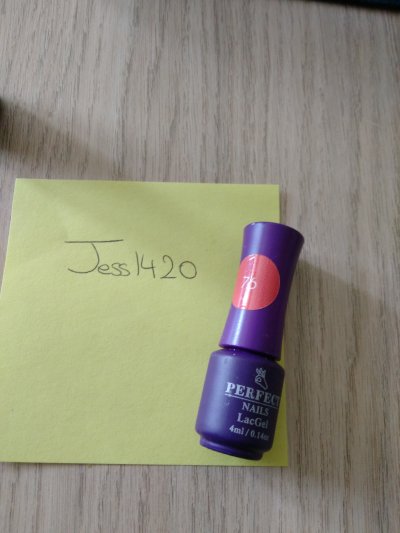 Jess1420
76
PERFECT
NAILS
LacGel
4ml / 0.14oz